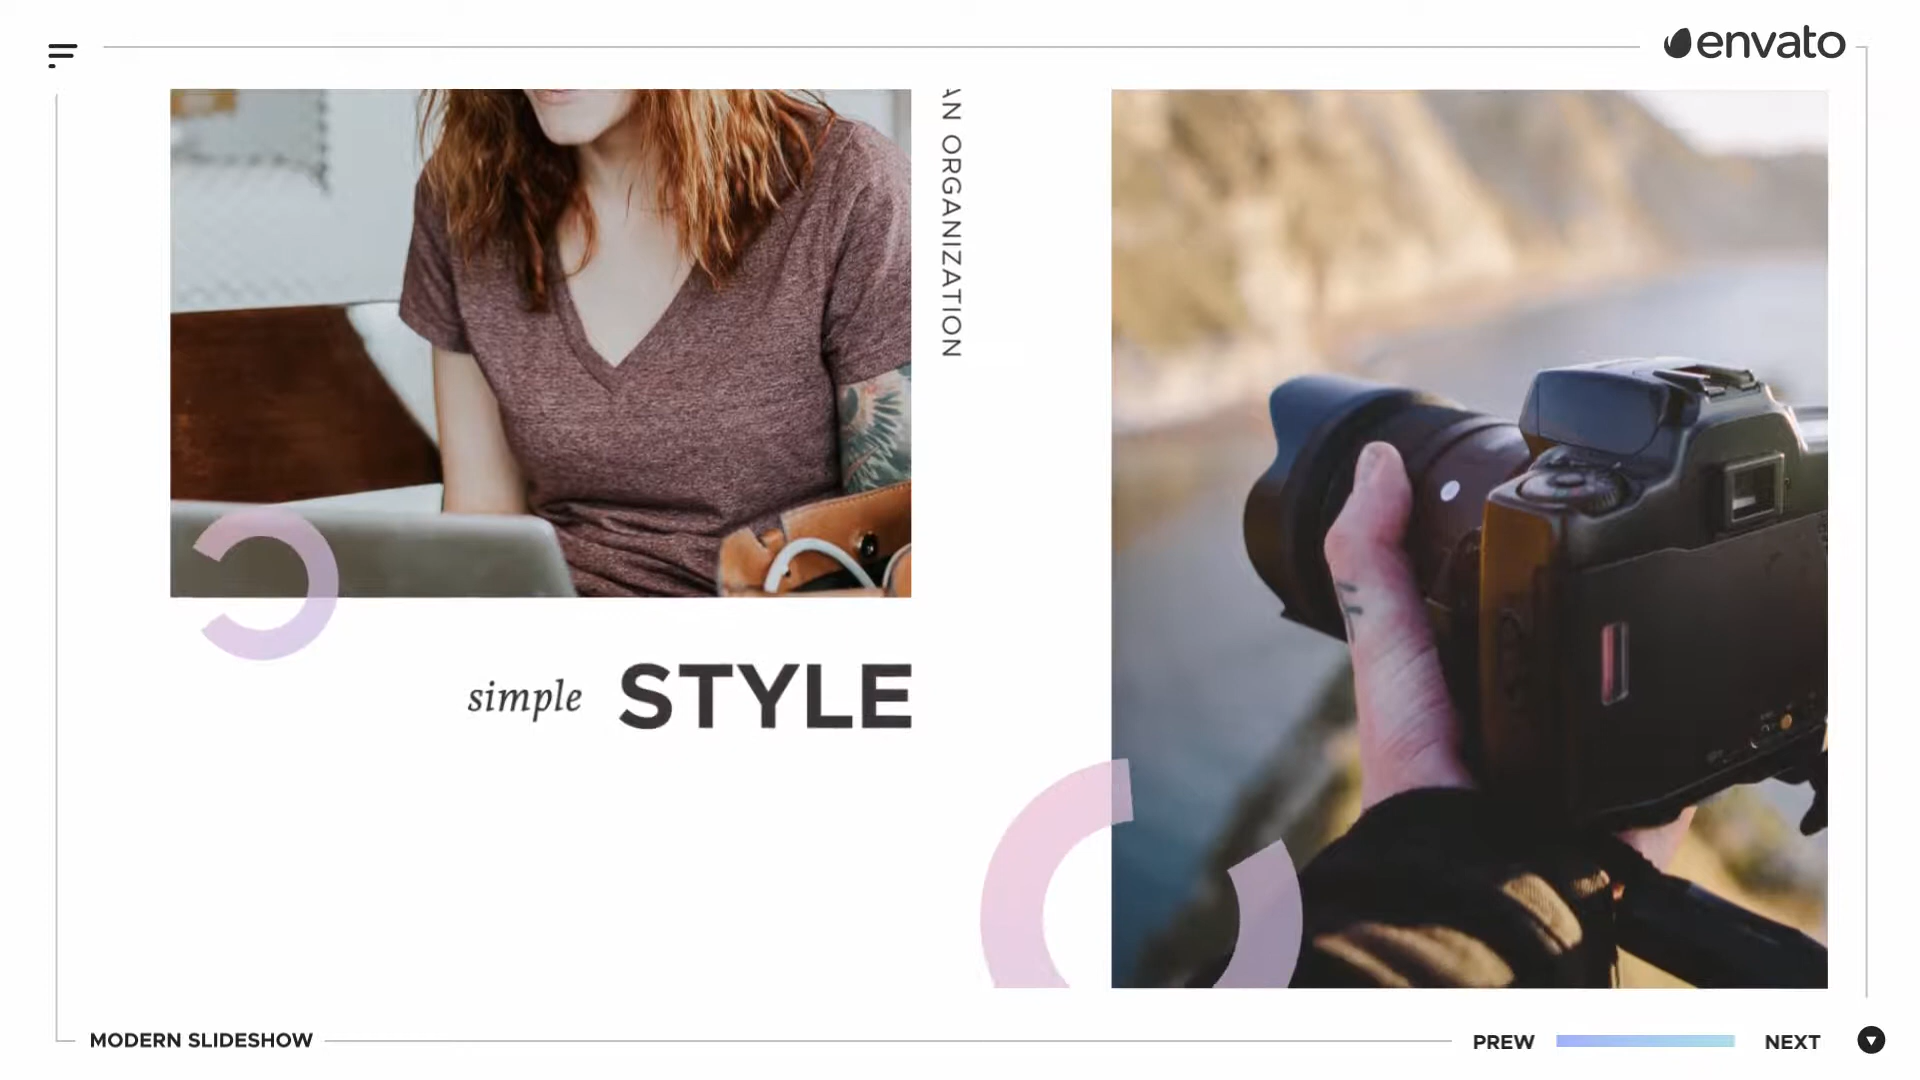 envato
AN ORGANIZATION
simple STYLE
MODERN SLIDESHOW
PREW
NEXT